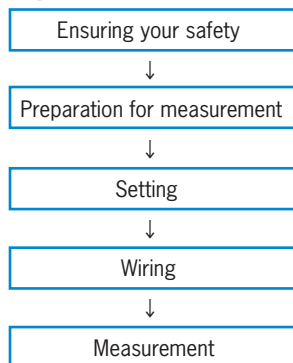 Ensuring your safety
↓
Preparation for measurement
↓
Setting
↓
Wiring
↓
Measurement